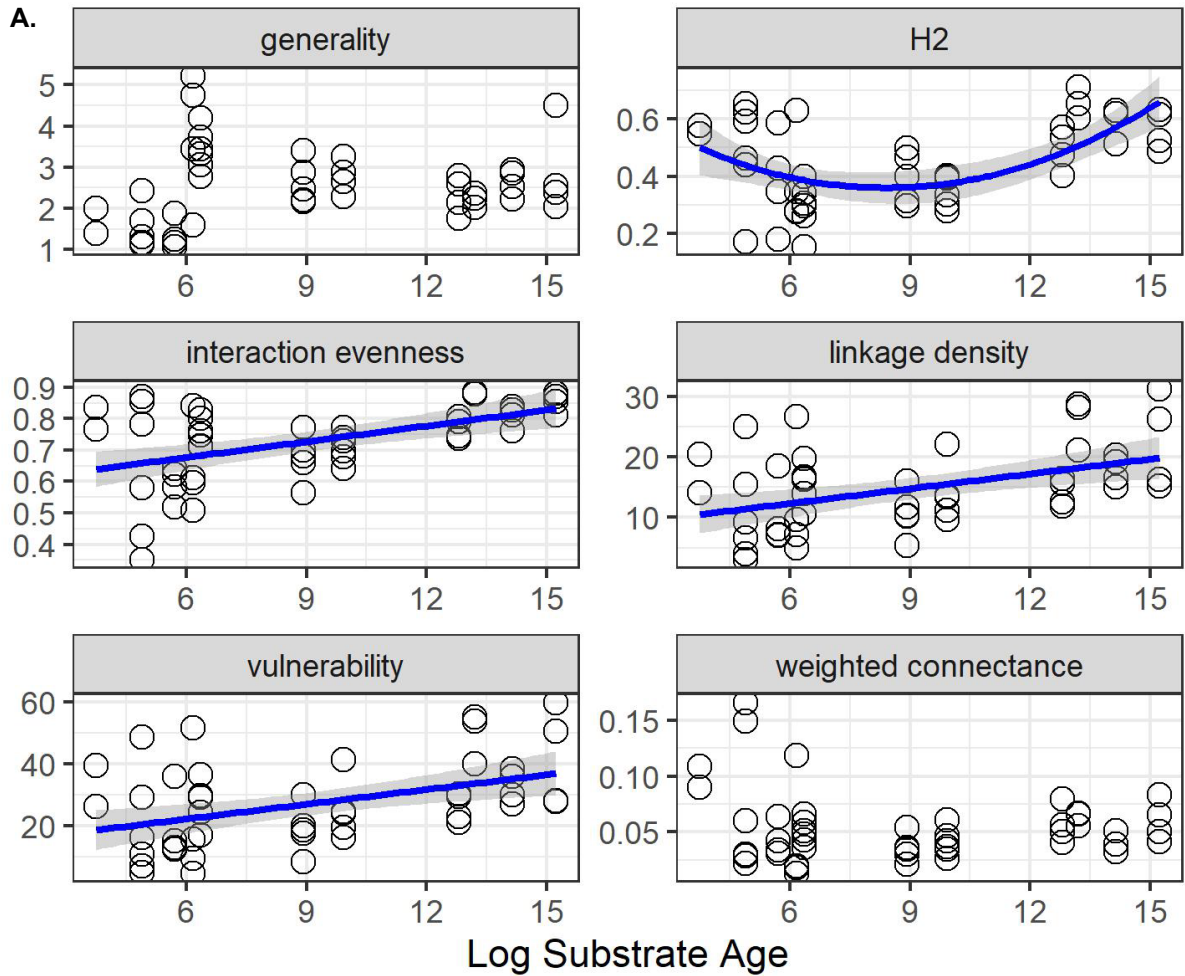 A.
generality
H2
5
4
3
2
1
0.6
0.4
0.2
6 9 12 15
6 9 12 15
interaction evenness
linkage density
0.9
0.8
0.7
0.6
0.5
0.4
30
20
10
6 9 12 15
6 9 12 15
vulnerability
weighted connectance
60
40
20
0.15
0.10
0.05
6 9 12 15
6 9 12 15
Log Substrate Age